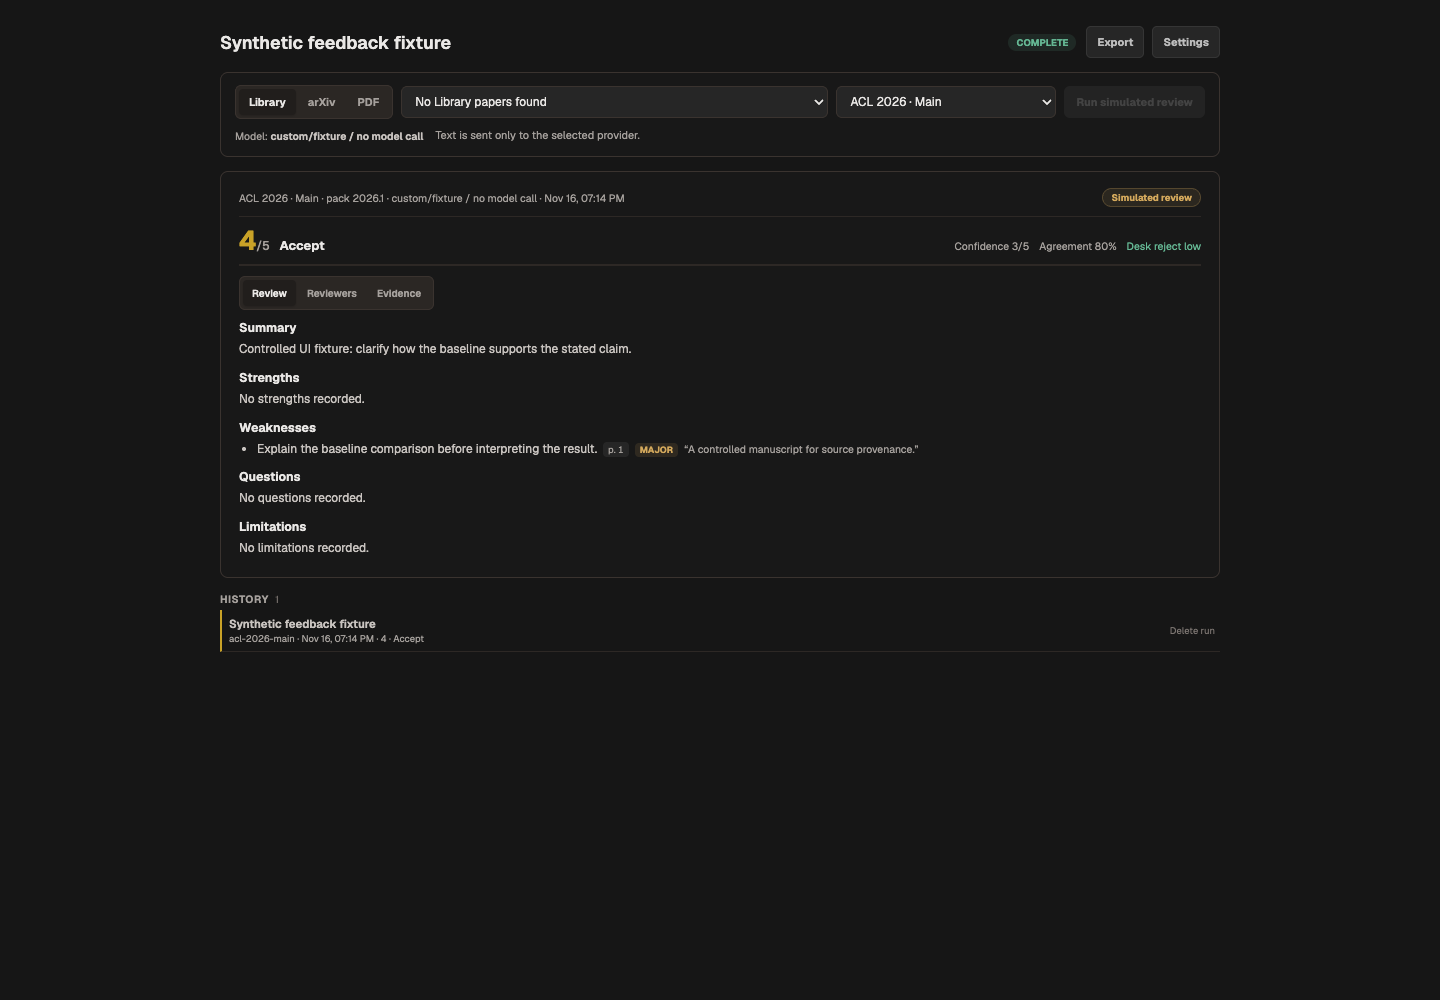 Synthetic feedback fixture
COMPLETE
Export
Settings
Library
arXiv
PDF
No Library papers found
ACL 2026 · Main
Run simulated review
Model: custom/fixture / no model call
Text is sent only to the selected provider.
ACL 2026 · Main · pack 2026.1 · custom/fixture / no model call · Nov 16, 07:14 PM
Simulated review
4/5 Accept
Confidence 3/5
Agreement 80%
Desk reject low
Review
Reviewers
Evidence
Summary
Controlled UI fixture: clarify how the baseline supports the stated claim.
Strengths
No strengths recorded.
Weaknesses
• Explain the baseline comparison before interpreting the result. p. 1 MAJOR “A controlled manuscript for source provenance.”
Questions
No questions recorded.
Limitations
No limitations recorded.
HISTORY 1
Synthetic feedback fixture
acl-2026-main · Nov 16, 07:14 PM · 4 · Accept
Delete run